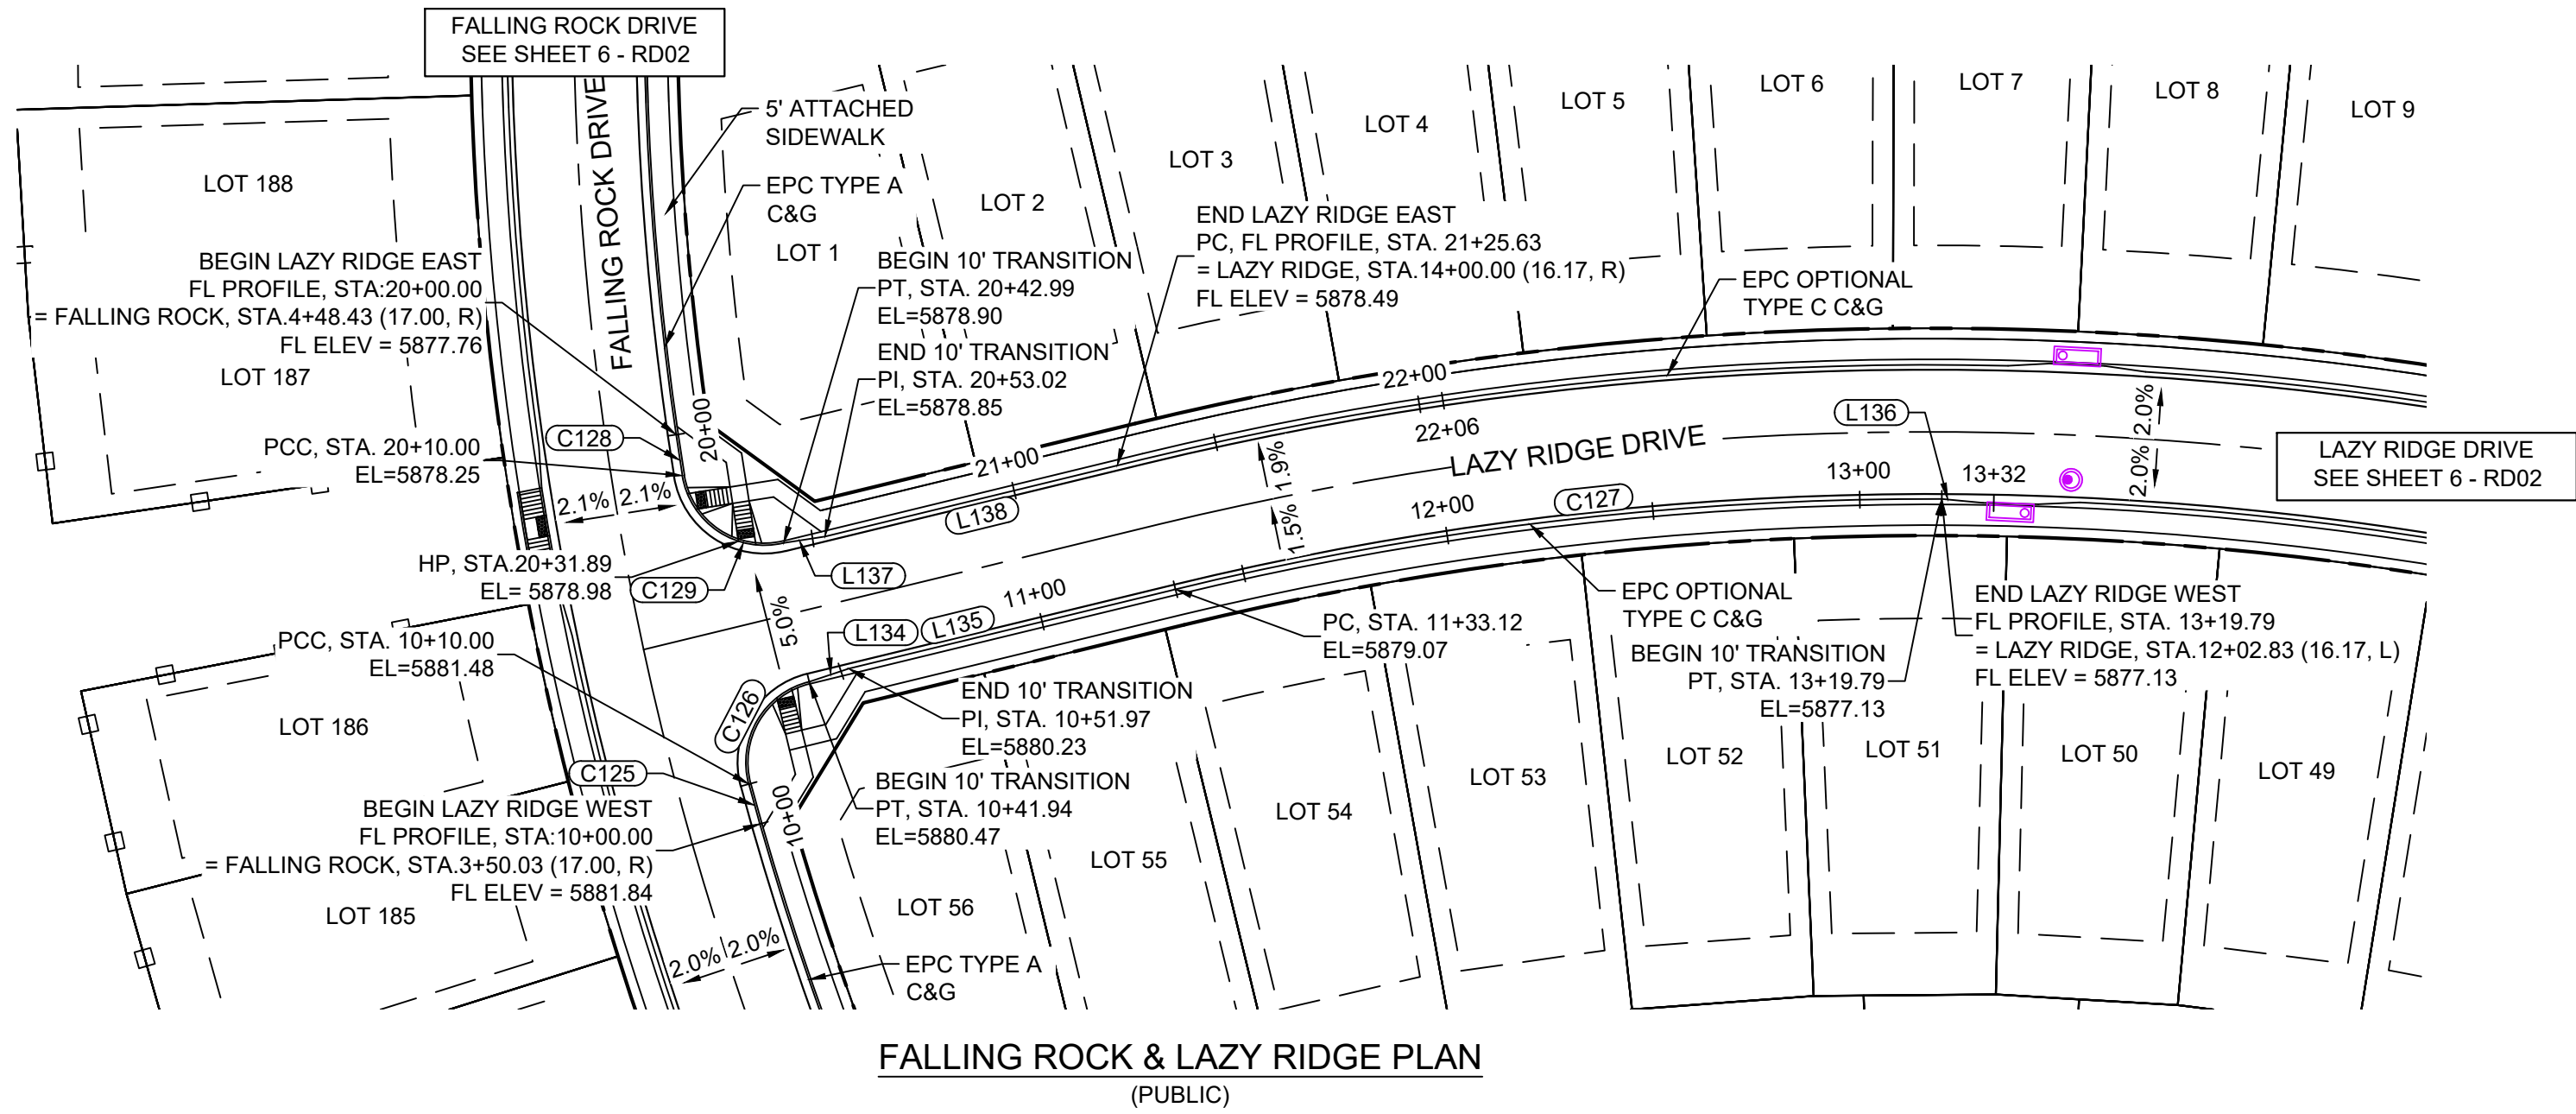 FALLING ROCK DRIVE
SEE SHEET 6 - RD02
FALLING ROCK DRIVE
5' ATTACHED
SIDEWALK
EPC TYPE A
C&G
LOT 188
LOT 187
LOT 186
LOT 185
LOT 1
LOT 2
LOT 3
LOT 4
LOT 5
LOT 6
LOT 7
LOT 8
LOT 9
BEGIN LAZY RIDGE EAST
FL PROFILE, STA:20+00.00
= FALLING ROCK, STA.4+48.43 (17.00, R)
FL ELEV = 5877.76
BEGIN 10' TRANSITION
PT, STA. 20+42.99
EL=5878.90
END 10' TRANSITION
PI, STA. 20+53.02
EL=5878.85
END LAZY RIDGE EAST
PC, FL PROFILE, STA. 21+25.63
= LAZY RIDGE, STA.14+00.00 (16.17, R)
FL ELEV = 5878.49
EPC OPTIONAL
TYPE C C&G
PCC, STA. 20+10.00
EL=5878.25
C128
20+00
2.1%
2.1%
21+00
L138
22+00
22+06
1.9%
1.5%
LAZY RIDGE DRIVE
L136
2.0%
2.0%
LAZY RIDGE DRIVE
SEE SHEET 6 - RD02
12+00
C127
13+00
13+32
HP, STA.20+31.89
EL= 5878.98
C129
L137
5.0%
L134
L135
11+00
PC, STA. 11+33.12
EL=5879.07
EPC OPTIONAL
TYPE C C&G
END LAZY RIDGE WEST
FL PROFILE, STA. 13+19.79
= LAZY RIDGE, STA.12+02.83 (16.17, L)
FL ELEV = 5877.13
BEGIN 10' TRANSITION
PT, STA. 13+19.79
EL=5877.13
PCC, STA. 10+10.00
EL=5881.48
C126
C125
10+00
END 10' TRANSITION
PI, STA. 10+51.97
EL=5880.23
BEGIN 10' TRANSITION
PT, STA. 10+41.94
EL=5880.47
BEGIN LAZY RIDGE WEST
FL PROFILE, STA:10+00.00
= FALLING ROCK, STA.3+50.03 (17.00, R)
FL ELEV = 5881.84
2.0%
2.0%
EPC TYPE A
C&G
LOT 56
LOT 55
LOT 54
LOT 53
LOT 52
LOT 51
LOT 50
LOT 49
FALLING ROCK & LAZY RIDGE PLAN
(PUBLIC)